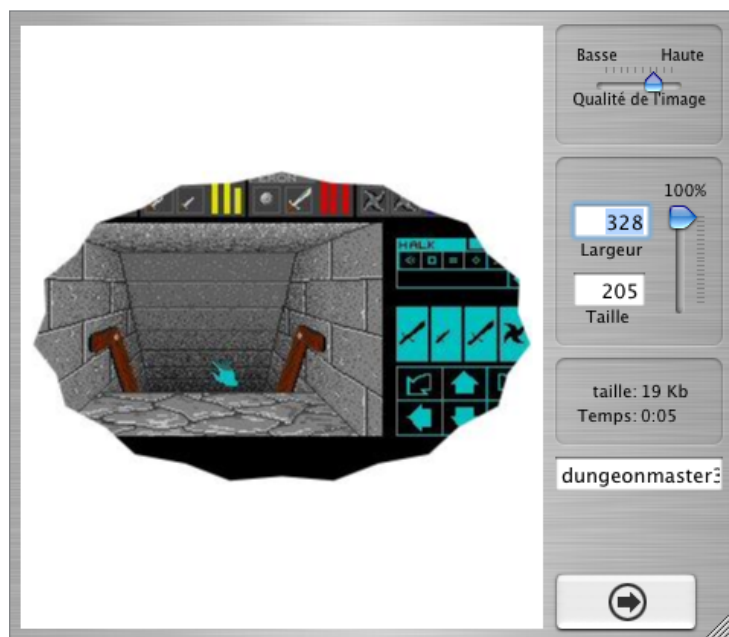 Basse Haute
Qualité de l'image
100%
328
Largeur
205
Taille
taille: 19 Kb
Temps: 0:05
dungeonmaster3
HALK